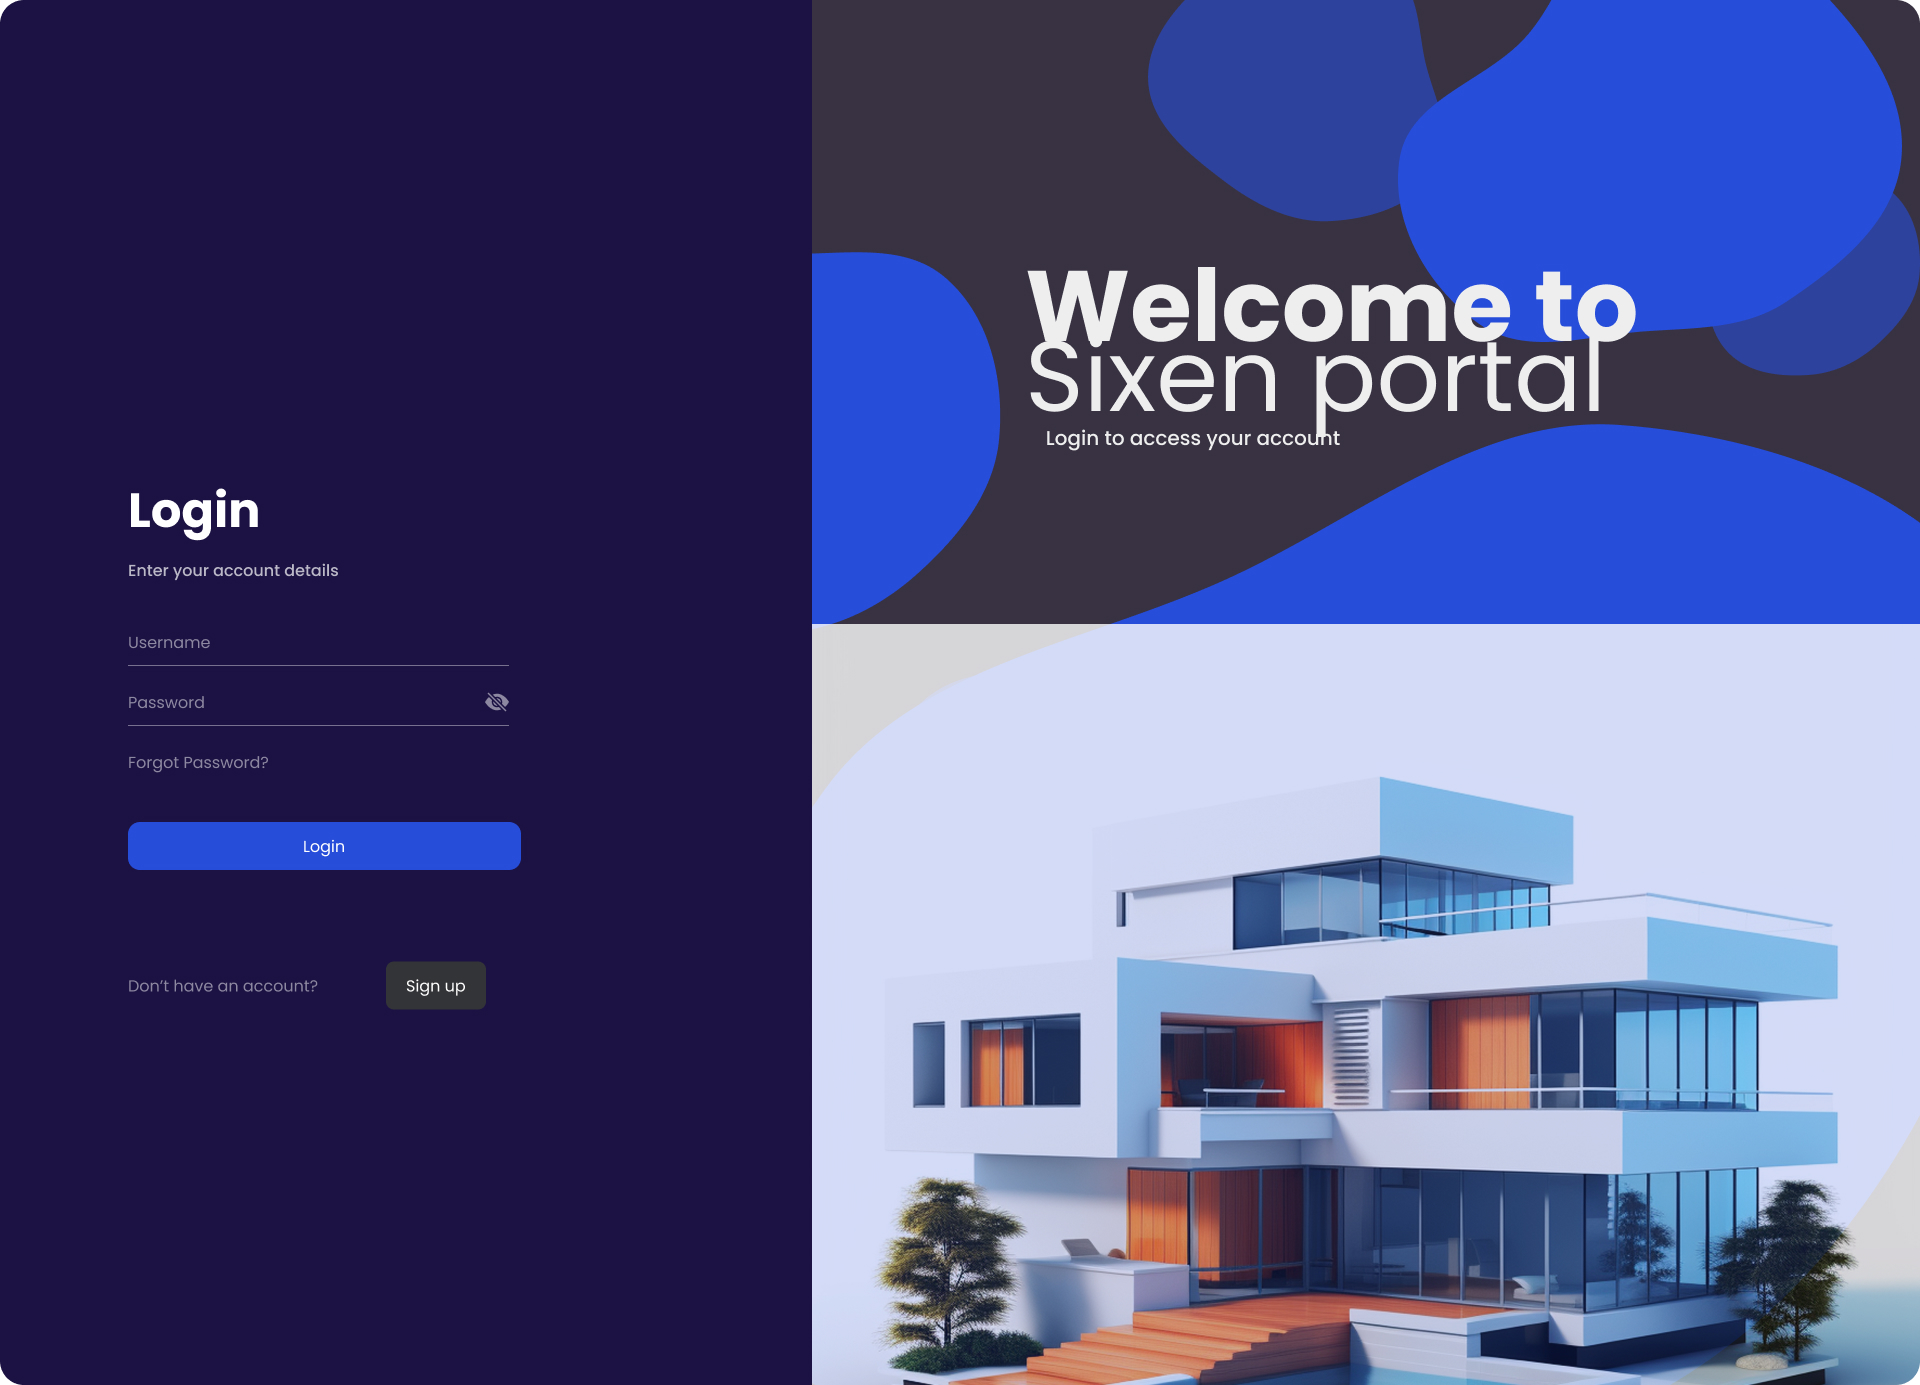 Login
Enter your account details
Username
Password
Forgot Password?
Login
Don’t have an account?
Sign up
Welcome to
Sixen portal
Login to access your account